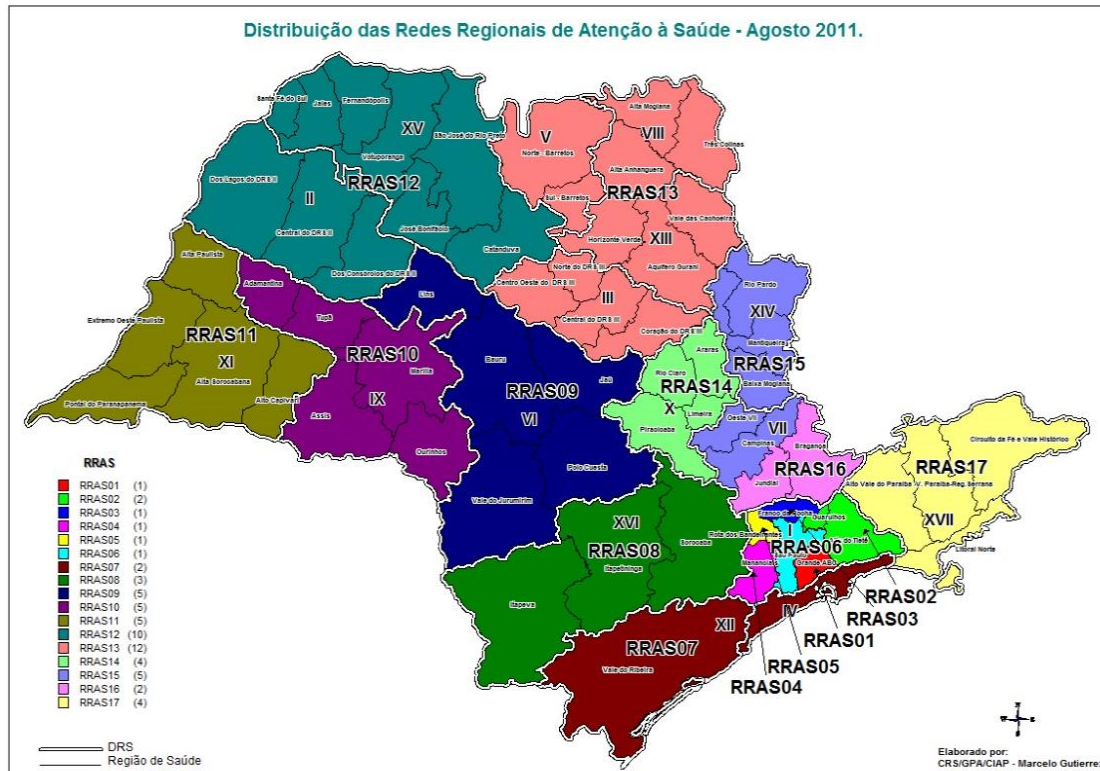 Distribuição das Redes Regionais de Atenção à Saúde - Agosto 2011.
Santa Fé do Sul
Jales
Fernandópolis
XV
São José do Rio Preto
Votuporanga
RRAS12
Dos Lagos do DRS II
II
Central do DRS II
José Bonifácio
Catanduva
Dos Consórcios do DRS II
V
Norte - Barretos
Sul - Barretos
Alta Mogiana
VIII
Três Colinas
Alta Anhanguera
RRAS13
Vale das Cachoeiras
Horizonte Verde
XIII
Aquífero Gurani
Norte do DRS III
Centro Oeste do DRS III
III
Central do DRS III
Coração do DRS III
Alta Paulista
Extremo Oeste Paulista
RRAS11
XI
Alta Sorocabana
Alto Capivari
Pontal do Paranapanema
Adamantina
Tupã
RRAS10
Marília
IX
Assis
Ourinhos
Lins
Bauru
Jaú
RRAS09
VI
Polo Cuesta
Vale do Jurumirim
Rio Pardo
XIV
Mantiqueira
RRAS15
Baixa Mogiana
Araras
Rio Claro
RRAS14
X
Limeira
Piracicaba
Oeste VII
VII
Campinas
Bragança
RRAS16
Jundiaí
Circuito da Fé e Vale Histórico
RRAS17
Alto Vale do Paraíba
V. Paraíba-Reg.Serrana
XVII
Litoral Norte
XVI
RRAS08
Sorocaba
Itapetininga
Itapeva
Franco da Rocha
Guarulhos
I
Rota dos Bandeirantes
RRAS06
Mananciais
Grande ABC
XII
IV
RRAS07
Vale do Ribeira
RRAS02
RRAS03
RRAS01
RRAS05
RRAS04
RRAS
RRAS01 (1)
RRAS02 (2)
RRAS03 (1)
RRAS04 (1)
RRAS05 (1)
RRAS06 (1)
RRAS07 (2)
RRAS08 (3)
RRAS09 (5)
RRAS10 (5)
RRAS11 (5)
RRAS12 (10)
RRAS13 (12)
RRAS14 (4)
RRAS15 (5)
RRAS16 (2)
RRAS17 (4)
DRS
Região de Saúde
Elaborado por:
CRS/GPA/CIAP - Marcelo Gutierre